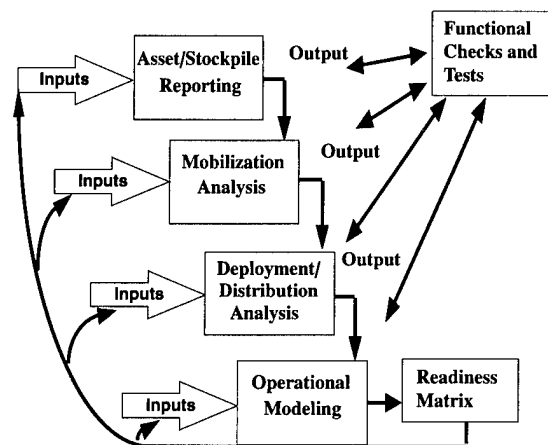 Functional
Checks and
Tests
Output
Inputs
Asset/Stockpile
Reporting
Output
Inputs
Mobilization
Analysis
Output
Inputs
Deployment/
Distribution
Analysis
Inputs
Operational
Modeling
Readiness
Matrix